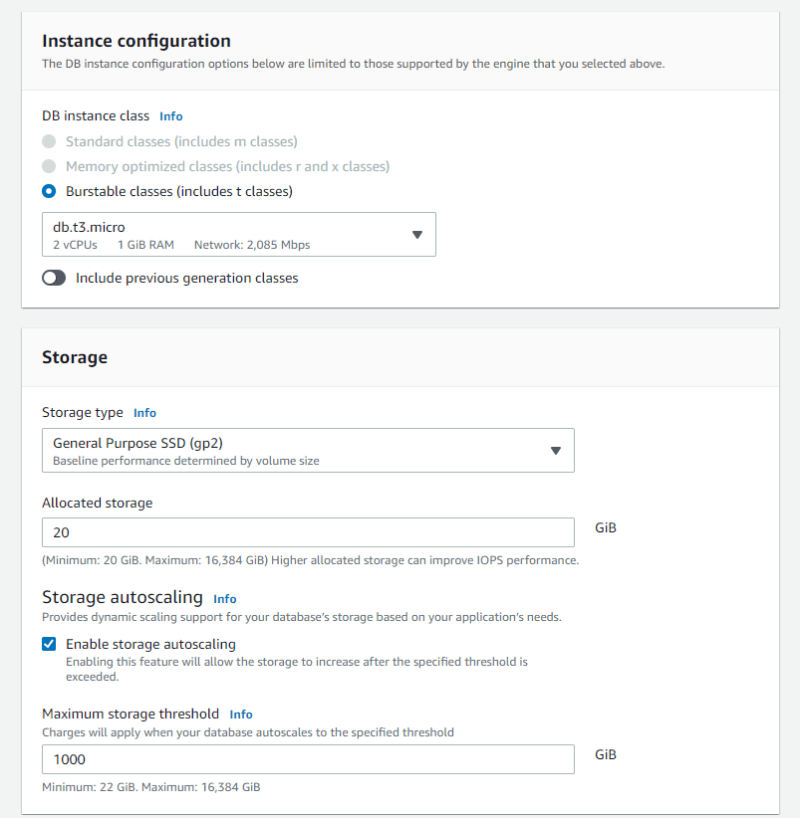 Instance configuration
The DB instance configuration options below are limited to those supported by the engine that you selected above.
DB instance class Info
Standard classes (includes m classes)
Memory optimized classes (includes r and x classes)
Burstable classes (includes t classes)
db.t3.micro
2 vCPUs 1 GiB RAM Network: 2,085 Mbps
Include previous generation classes
Storage
Storage type Info
General Purpose SSD (gp2)
Baseline performance determined by volume size
Allocated storage
20 GiB
(Minimum: 20 GiB. Maximum: 16,384 GiB) Higher allocated storage can improve IOPS performance.
Storage autoscaling Info
Provides dynamic scaling support for your database's storage based on your application's needs.
Enable storage autoscaling
Enabling this feature will allow the storage to increase after the specified threshold is
exceeded.
Maximum storage threshold Info
Charges will apply when your database autoscales to the specified threshold
1000 GiB
Minimum: 22 GiB. Maximum: 16,384 GiB